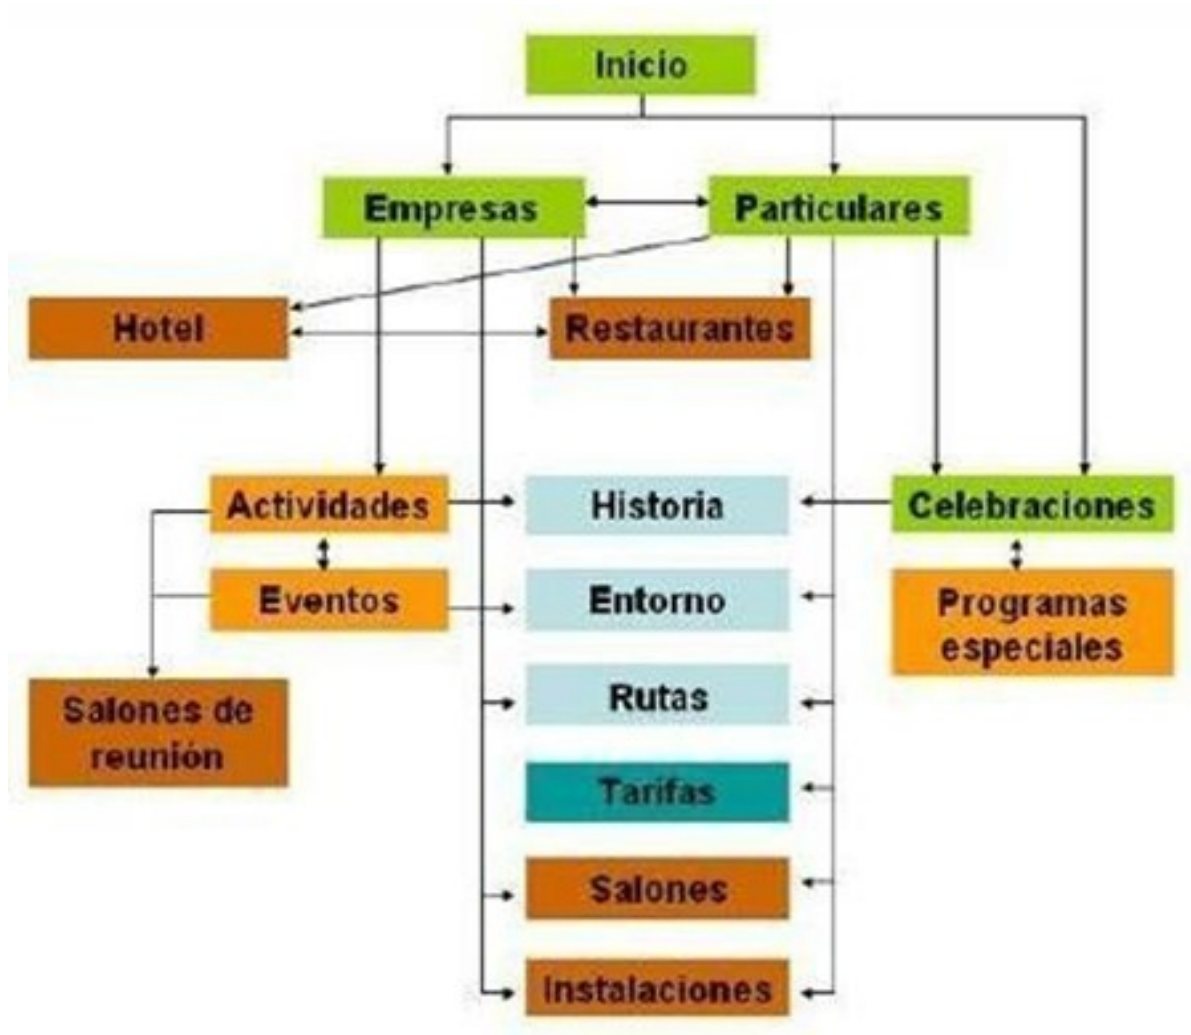 Inicio
Empresas
Particulares
Hotel
Restaurantes
Actividades
Historia
Celebraciones
Eventos
Entorno
Programas
especiales
Rutas
Salones de
reunión
Tarifas
Salones
Instalaciones